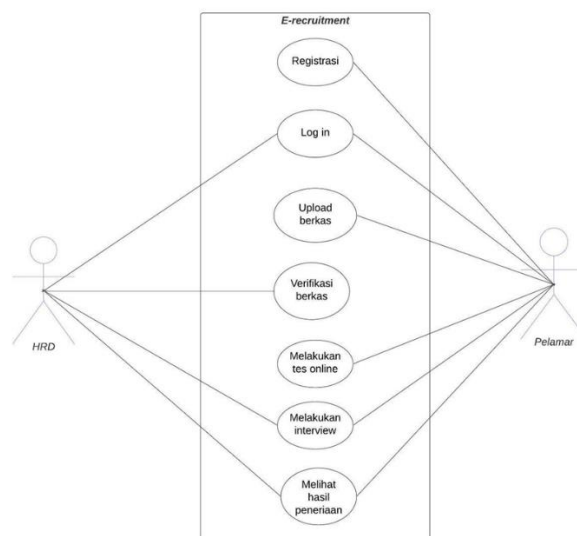 E-recruitment
Registrasi
Log in
Upload
berkas
Verifikasi
berkas
HRD
Pelamar
Melakukan
tes online
Melakukan
interview
Melihat
hasil
peneriaan